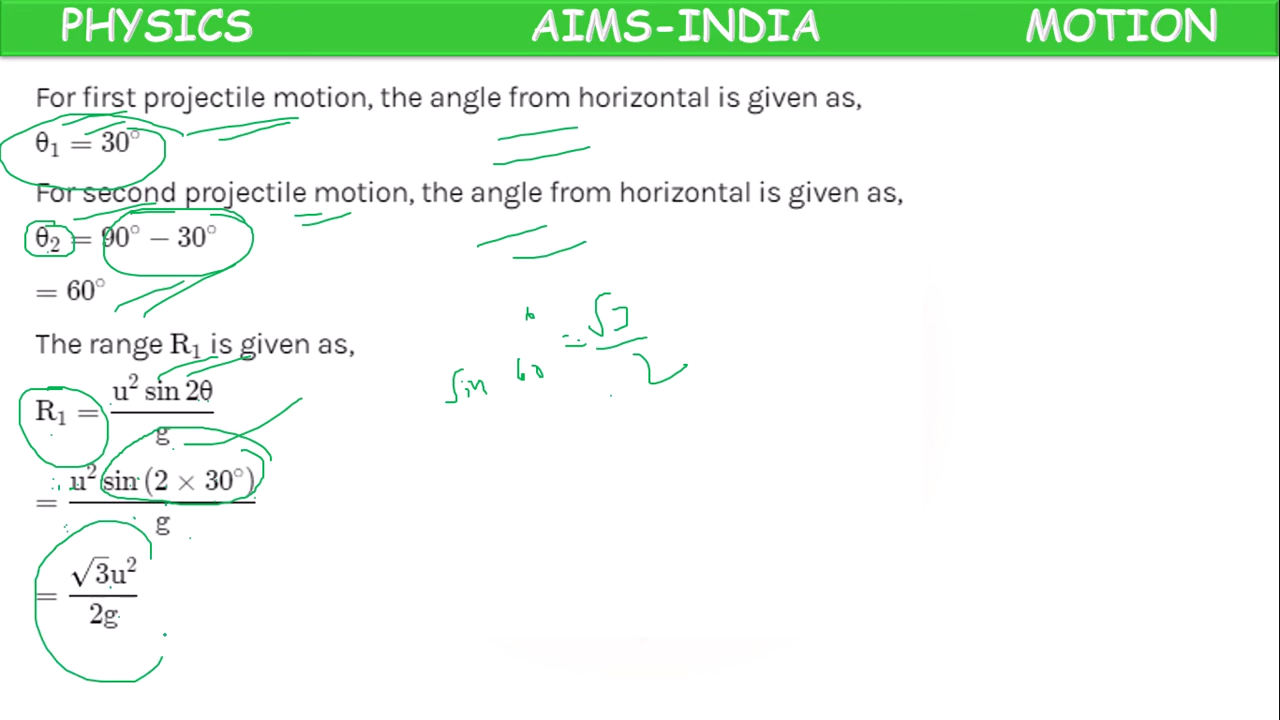 PHYSICS AIMS-INDIA MOTION
For first projectile motion, the angle from horizontal is given as,
θ₁ = 30°
For second projectile motion, the angle from horizontal is given as,
θ₂ = 90° − 30°
= 60°
The range R₁ is given as,
R₁ = u² sin 2θ / g
= u² sin (2 × 30°) / g
= √3u² / 2g
sin 60° = √3 / 2